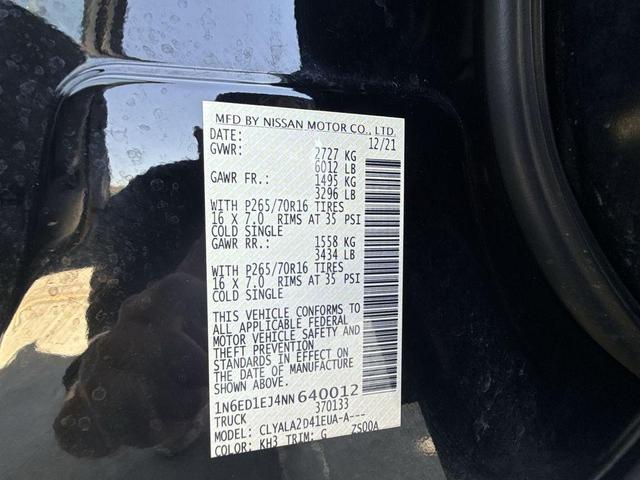 MFD BY NISSAN MOTOR CO., LTD.
DATE: 12/21
GVWR: 2727 KG
6012 LB
GAWR FR.: 1495 KG
3296 LB
WITH P265/70R16 TIRES
16 X 7.0 RIMS AT 35 PSI
COLD SINGLE
GAWR RR.: 1558 KG
3434 LB
WITH P265/70R16 TIRES
16 X 7.0 RIMS AT 35 PSI
COLD SINGLE
THIS VEHICLE CONFORMS TO
ALL APPLICABLE FEDERAL
MOTOR VEHICLE SAFETY AND
THEFT PREVENTION
STANDARDS IN EFFECT ON
THE DATE OF MANUFACTURE
SHOWN ABOVE.
1N6ED1EJ4NN640012
TRUCK 370133
MODEL: CLYALA2D41EUA-A---
COLOR: KH3 TRIM: G ZS00A